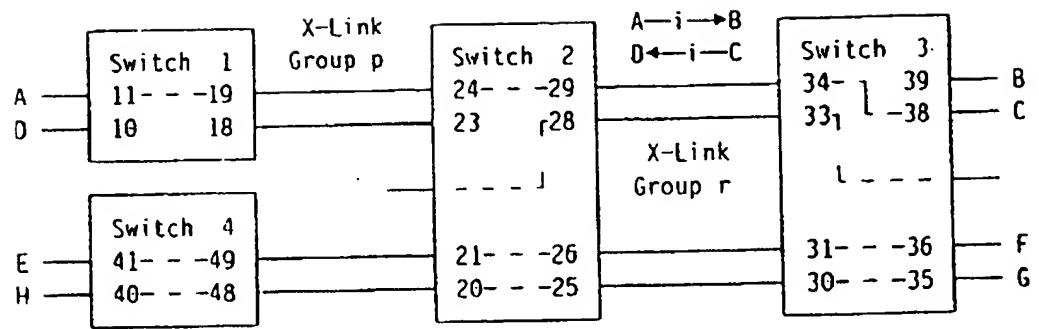 X-Link
Group p
A—i→B
D←i—C
Switch 1
11- - -19
10 18
A
D
Switch 2
24- - -29
23 28
- - -
21- - -26
20- - -25
X-Link
Group r
Switch 3
34- 39
33 -38
- - -
31- - -36
30- - -35
B
C
F
G
Switch 4
41- - -49
40- - -48
E
H